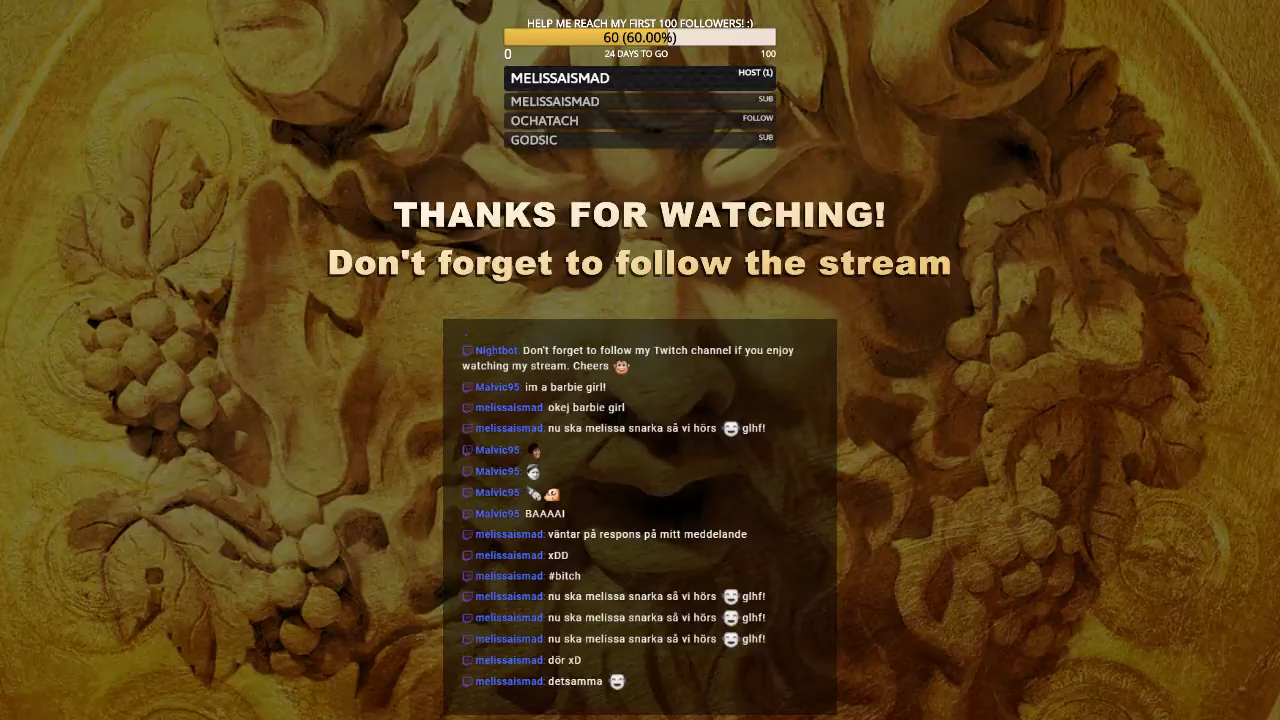 HELP ME REACH MY FIRST 100 FOLLOWERS! :)
60 (60.00%)
0 24 DAYS TO GO 100
MELISSAISMAD HOST (1)
MELISSAISMAD SUB
OCHATACH FOLLOW
GODSIC SUB
THANKS FOR WATCHING!
Don't forget to follow the stream
Nightbot: Don't forget to follow my Twitch channel if you enjoy
watching my stream. Cheers
Malvic95: im a barbie girl!
melissaismad: okej barbie girl
melissaismad: nu ska melissa snarka så vi hörs glhf!
Malvic95:
Malvic95:
Malvic95:
Malvic95: BAAAAI
melissaismad: väntar på respons på mitt meddelande
melissaismad: xDD
melissaismad: #bitch
melissaismad: nu ska melissa snarka så vi hörs glhf!
melissaismad: nu ska melissa snarka så vi hörs glhf!
melissaismad: nu ska melissa snarka så vi hörs glhf!
melissaismad: dör xD
melissaismad: detsamma